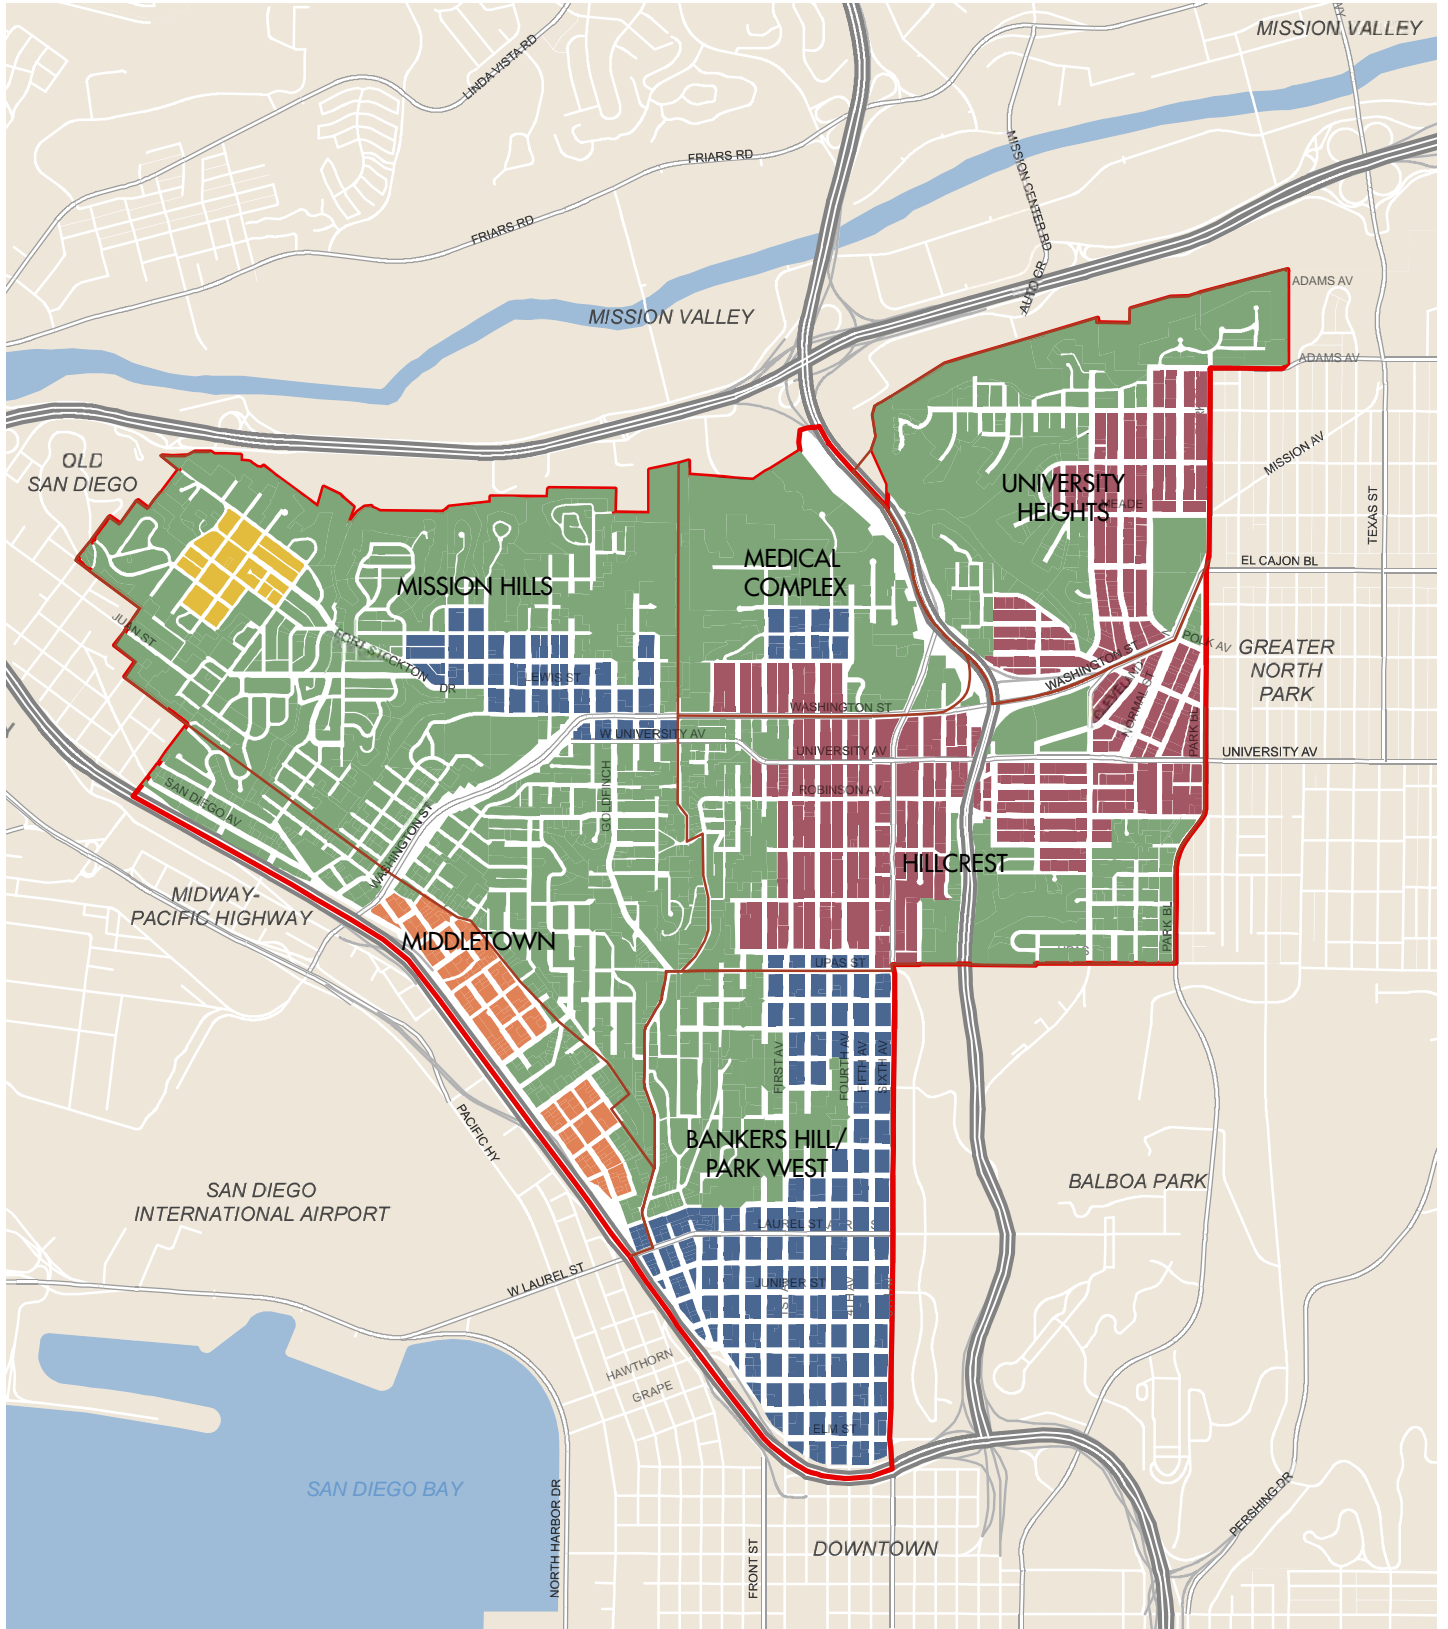 MISSION VALLEY
LINDA VISTA RD
FRIARS RD
MISSION CENTER RD
FRIARS RD
AUTO CR
ADAMS AV
MISSION VALLEY
ADAMS AV
MISSION AV
OLD
SAN DIEGO
UNIVERSITY
HEIGHTS
MEADE
TEXAS ST
EL CAJON BL
MEDICAL
COMPLEX
MISSION HILLS
JUAN ST
FORT STOCKTON
DR
LEWIS ST
POLK AV
GREATER
NORTH
PARK
WASHINGTON ST
CLEVELAND
NORMAL ST
PARK BL
WASHINGTON ST
W UNIVERSITY AV
UNIVERSITY AV
UNIVERSITY AV
SAN DIEGO AV
GOLDFINCH
ROBINSON AV
WASHINGTON ST
HILLCREST
MIDWAY-
PACIFIC HIGHWAY
MIDDLETOWN
PARK BL
UPAS ST
FIRST AV
FOURTH AV
FIFTH AV
SIXTH AV
PACIFIC HY
BANKERS HILL/
PARK WEST
BALBOA PARK
SAN DIEGO
INTERNATIONAL AIRPORT
LAUREL ST
W LAUREL ST
JUNIPER ST
1ST AV
4TH AV
HAWTHORN
GRAPE
ELM ST
SAN DIEGO BAY
NORTH HARBOR DR
FRONT ST
DOWNTOWN
PERSHING DR